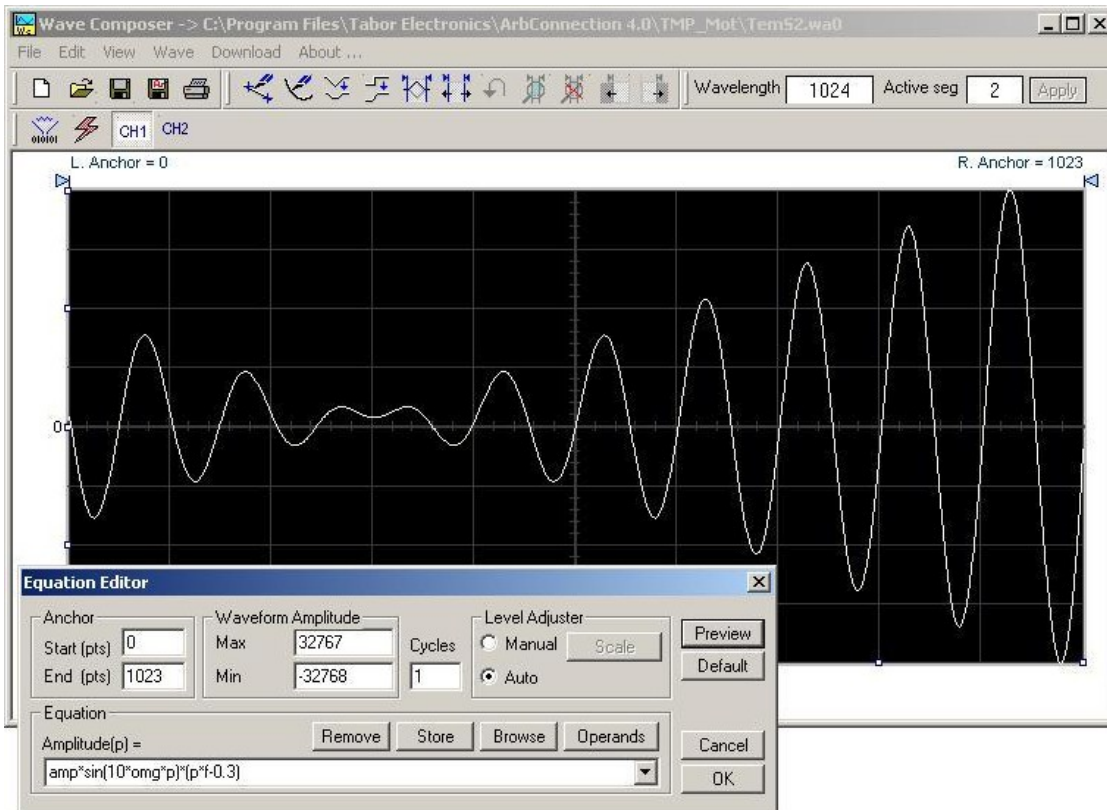 Wave Composer -> C:\Program Files\Tabor Electronics\ArbConnection 4.0\TMP_Mot\TemS2.wa0
File Edit View Wave Download About ...
Wavelength 1024 Active seg 2 Apply
010101 CH1 CH2
L. Anchor = 0 R. Anchor = 1023
0
Equation Editor
Anchor Waveform Amplitude Level Adjuster
Start (pts) 0 Max 32767 Cycles Manual Scale Preview
End (pts) 1023 Min -32768 1 Auto Default
Equation
Amplitude(p) = Remove Store Browse Operands Cancel
amp*sin(10*omg*p)*(p*f-0.3) OK